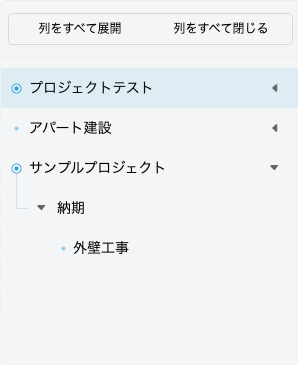 列をすべて展開 列をすべて閉じる
プロジェクトテスト
アパート建設
サンプルプロジェクト
納期
外壁工事